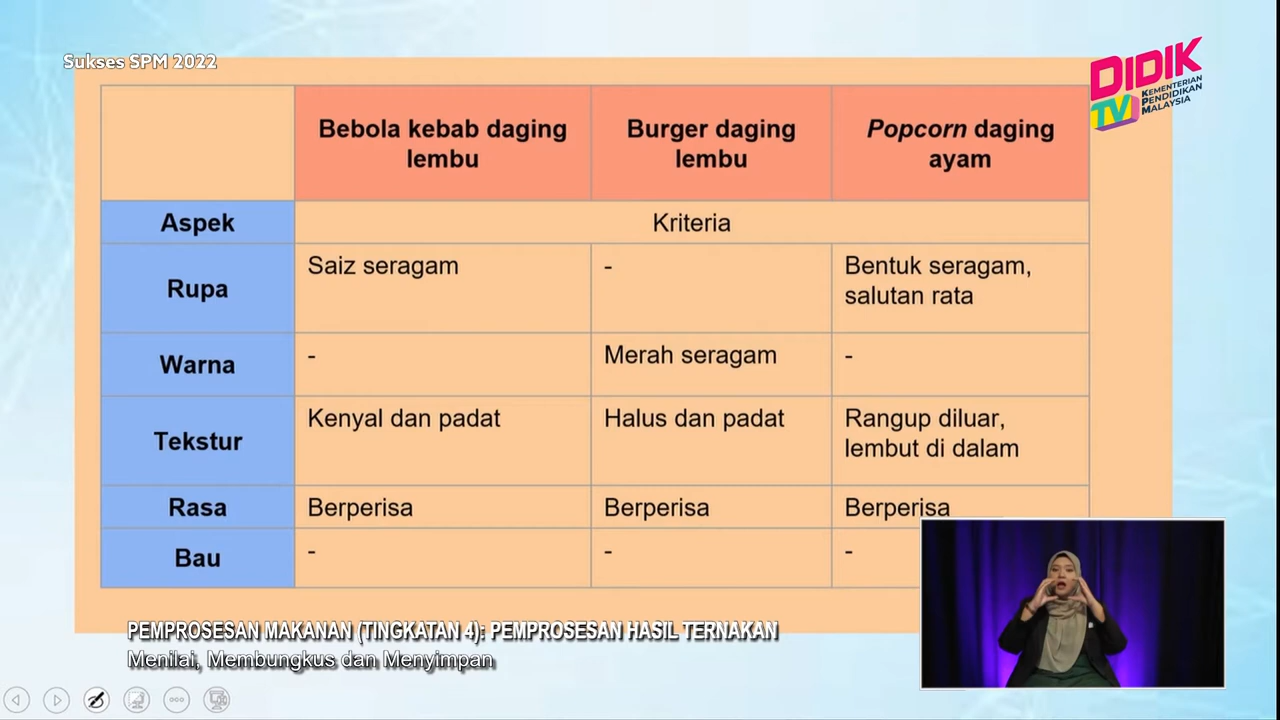 Sukses SPM 2022
DIDIK
TV
KEMENTERIAN
PENDIDIKAN
MALAYSIA
Bebola kebab daging
lembu
Burger daging
lembu
Popcorn daging
ayam
Aspek
Kriteria
Rupa
Saiz seragam
-
Bentuk seragam,
salutan rata
Warna
-
Merah seragam
-
Tekstur
Kenyal dan padat
Halus dan padat
Rangup diluar,
lembut di dalam
Rasa
Berperisa
Berperisa
Berperisa
Bau
-
-
-
PEMPROSESAN MAKANAN (TINGKATAN 4): PEMPROSESAN HASIL TERNAKAN
Menilai, Membungkus dan Menyimpan